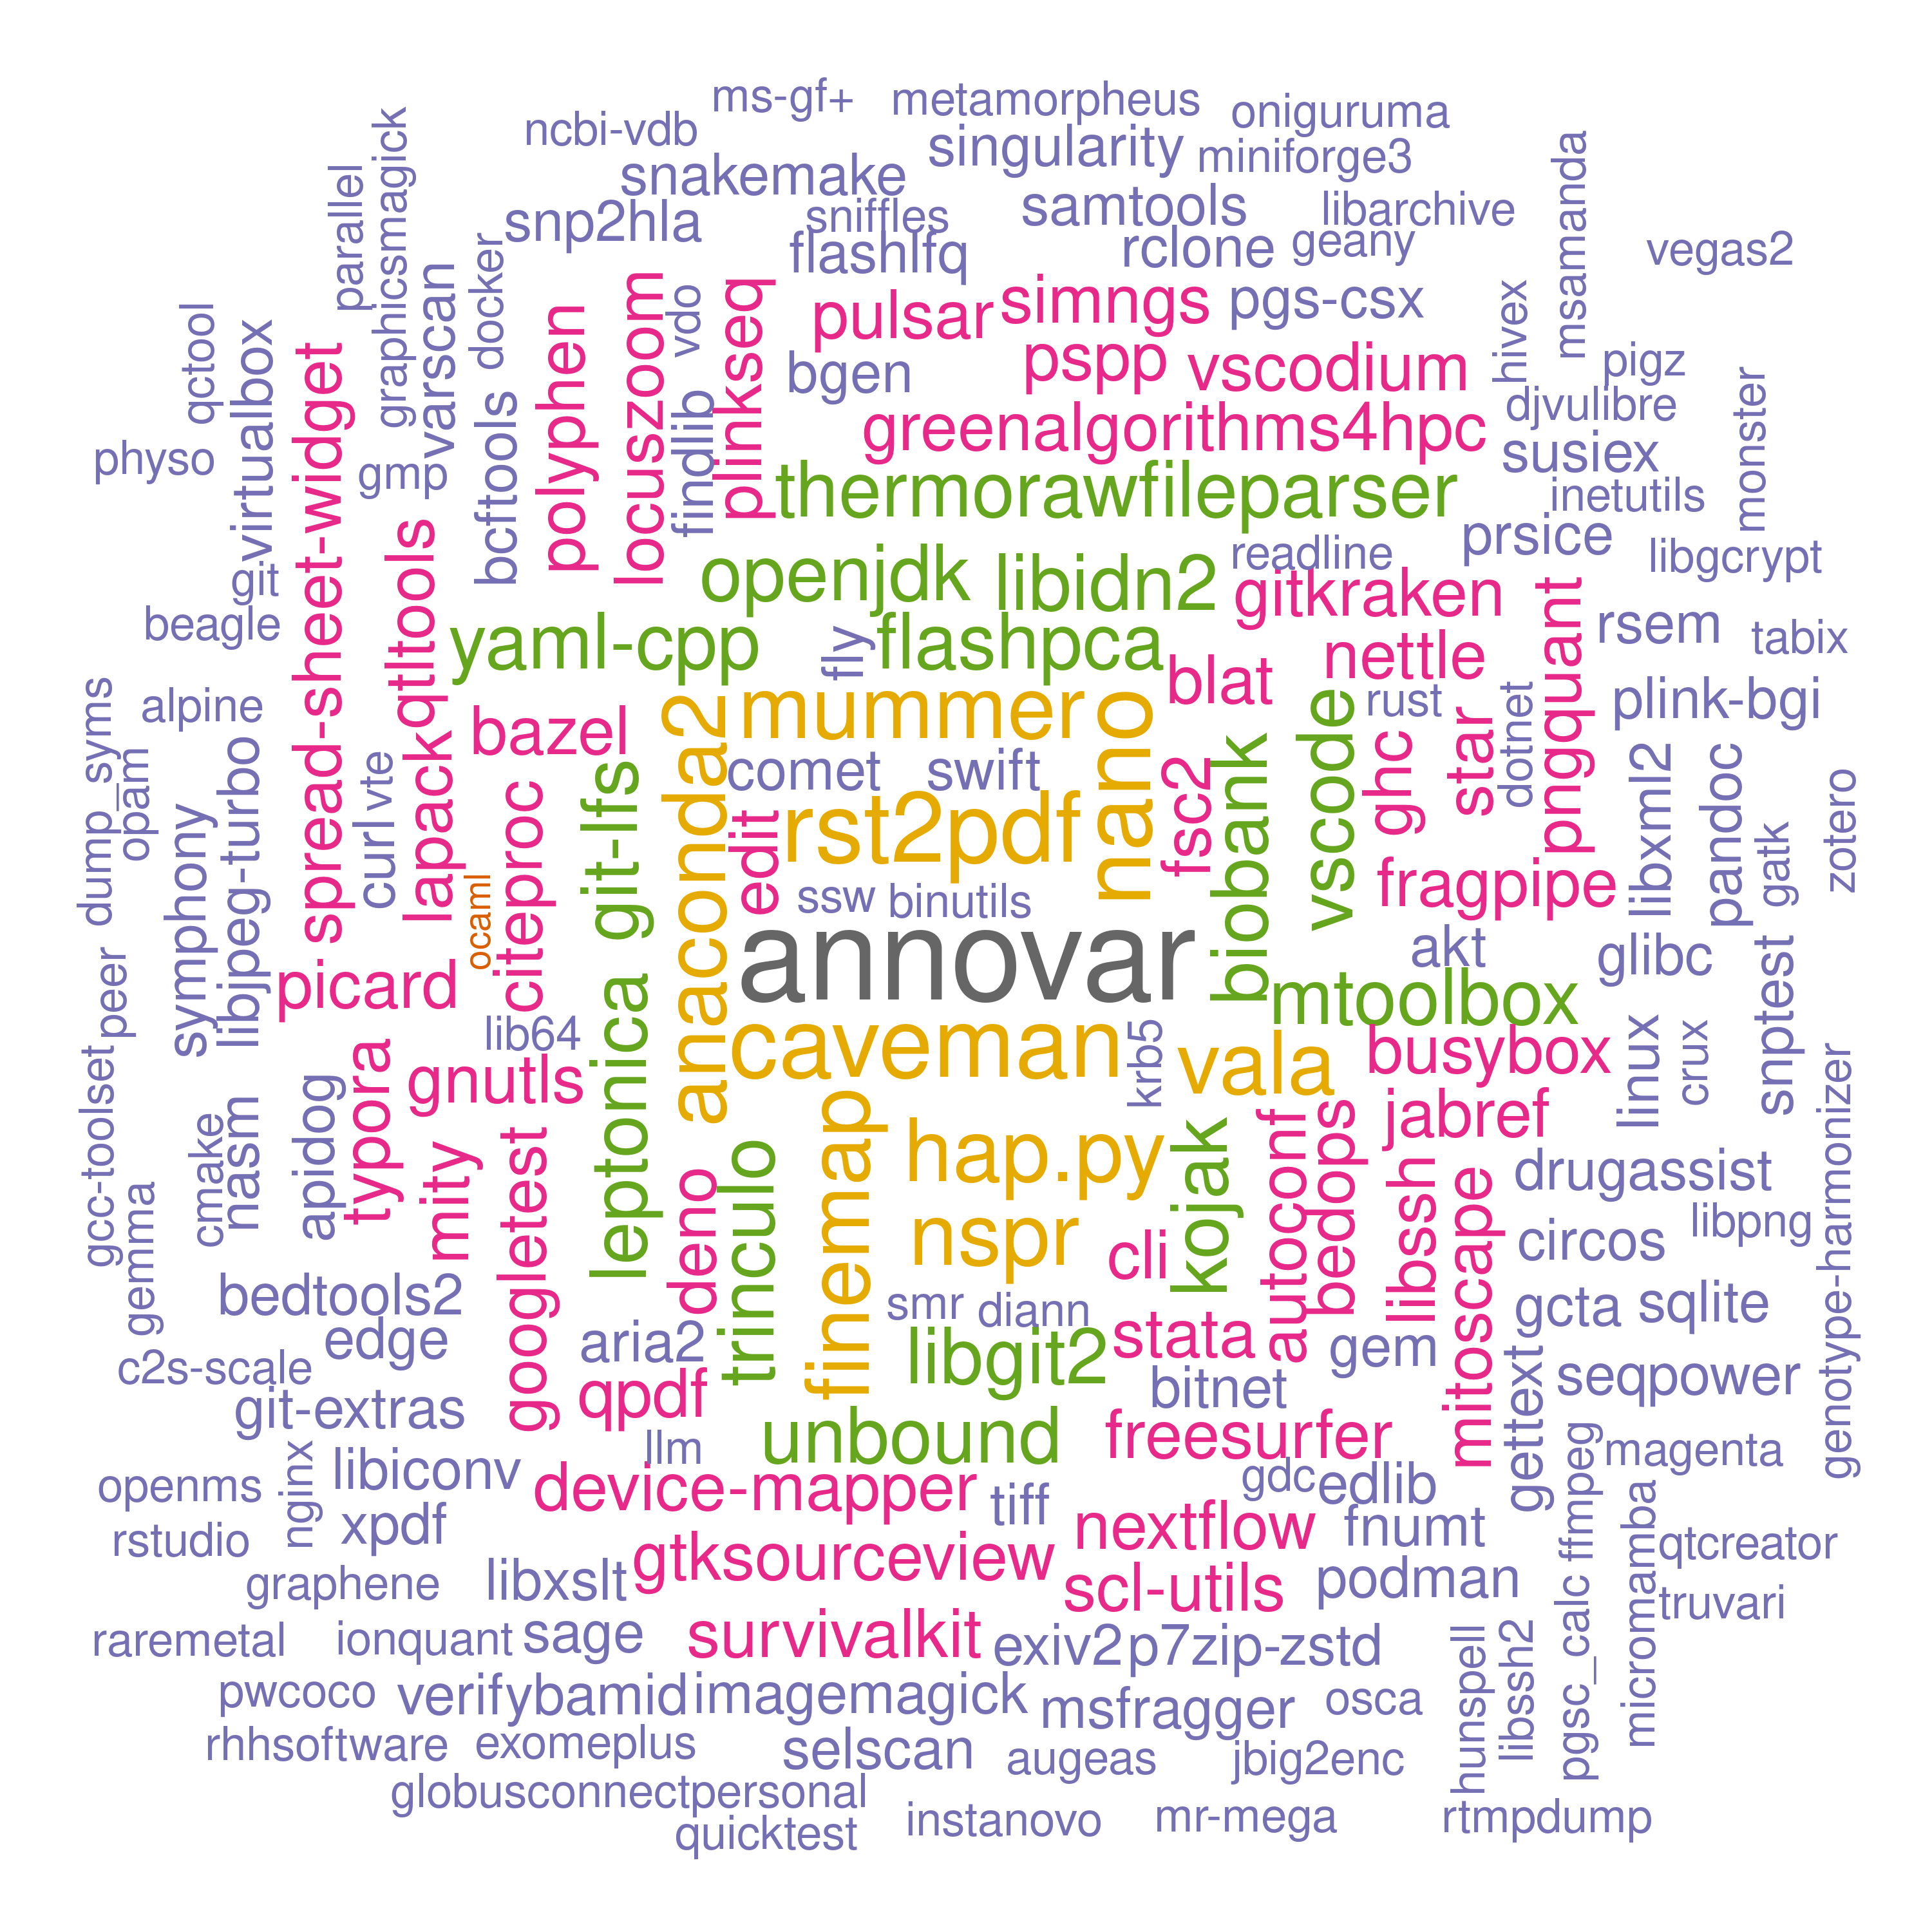 ms-gf+
metamorpheus
oniguruma
ncbi-vdb
singularity
miniforge3
parallel
graphicsmagick
snakemake
msamanda
snp2hla
sniffles
samtools
libarchive
docker
flashlfq
rclone
geany
vegas2
qctool
virtualbox
varscan
polyphen
locuszoom
vdo
plinkseq
pulsar
simngs
pgs-csx
hivex
spread-sheet-widget
bgen
pspp
vscodium
pigz
physo
gmp
bcftools
findlib
greenalgorithms4hpc
djvulibre
monster
thermorawfileparser
susiex
inetutils
git
qtltools
openjdk
libidn2
readline
prsice
libgcrypt
beagle
yaml-cpp
fly
flashpca
gitkraken
pngquant
rsem
tabix
blat
nettle
dump_syms
alpine
bazel
anaconda2
mummer
nano
rust
star
dotnet
plink-bgi
opam
symphony
libjpeg-turbo
vte
curl
lapack
citeproc
git-lfs
comet
swift
fsc2
biobank
vscode
ghc
libxml2
pandoc
gatk
zotero
edit
rst2pdf
fragpipe
ocaml
ssw
binutils
peer
picard
annovar
akt
glibc
snptest
lib64
leptonica
caveman
krb5
mtoolbox
gcc-toolset
typora
gnutls
vala
busybox
linux
crux
genotype-harmonizer
cmake
nasm
apidog
mity
googletest
deno
trinculo
finemap
hap.py
kojak
autoconf
bedops
jabref
libssh
mitoscape
drugassist
gemma
nspr
cli
circos
libpng
bedtools2
edge
aria2
smr
diann
stata
gem
gcta
sqlite
c2s-scale
git-extras
qpdf
libgit2
bitnet
gettext
seqpower
llm
unbound
freesurfer
magenta
openms
nginx
libiconv
device-mapper
tiff
gdc
edlib
ffmpeg
micromamba
rstudio
xpdf
nextflow
fnumt
qtcreator
graphene
libxslt
gtksourceview
scl-utils
podman
pgsc_calc
truvari
raremetal
ionquant
sage
survivalkit
exiv2
p7zip-zstd
hunspell
libssh2
pwcoco
verifybamid
imagemagick
msfragger
osca
rhhsoftware
exomeplus
selscan
augeas
jbig2enc
globusconnectpersonal
quicktest
instanovo
mr-mega
rtmpdump